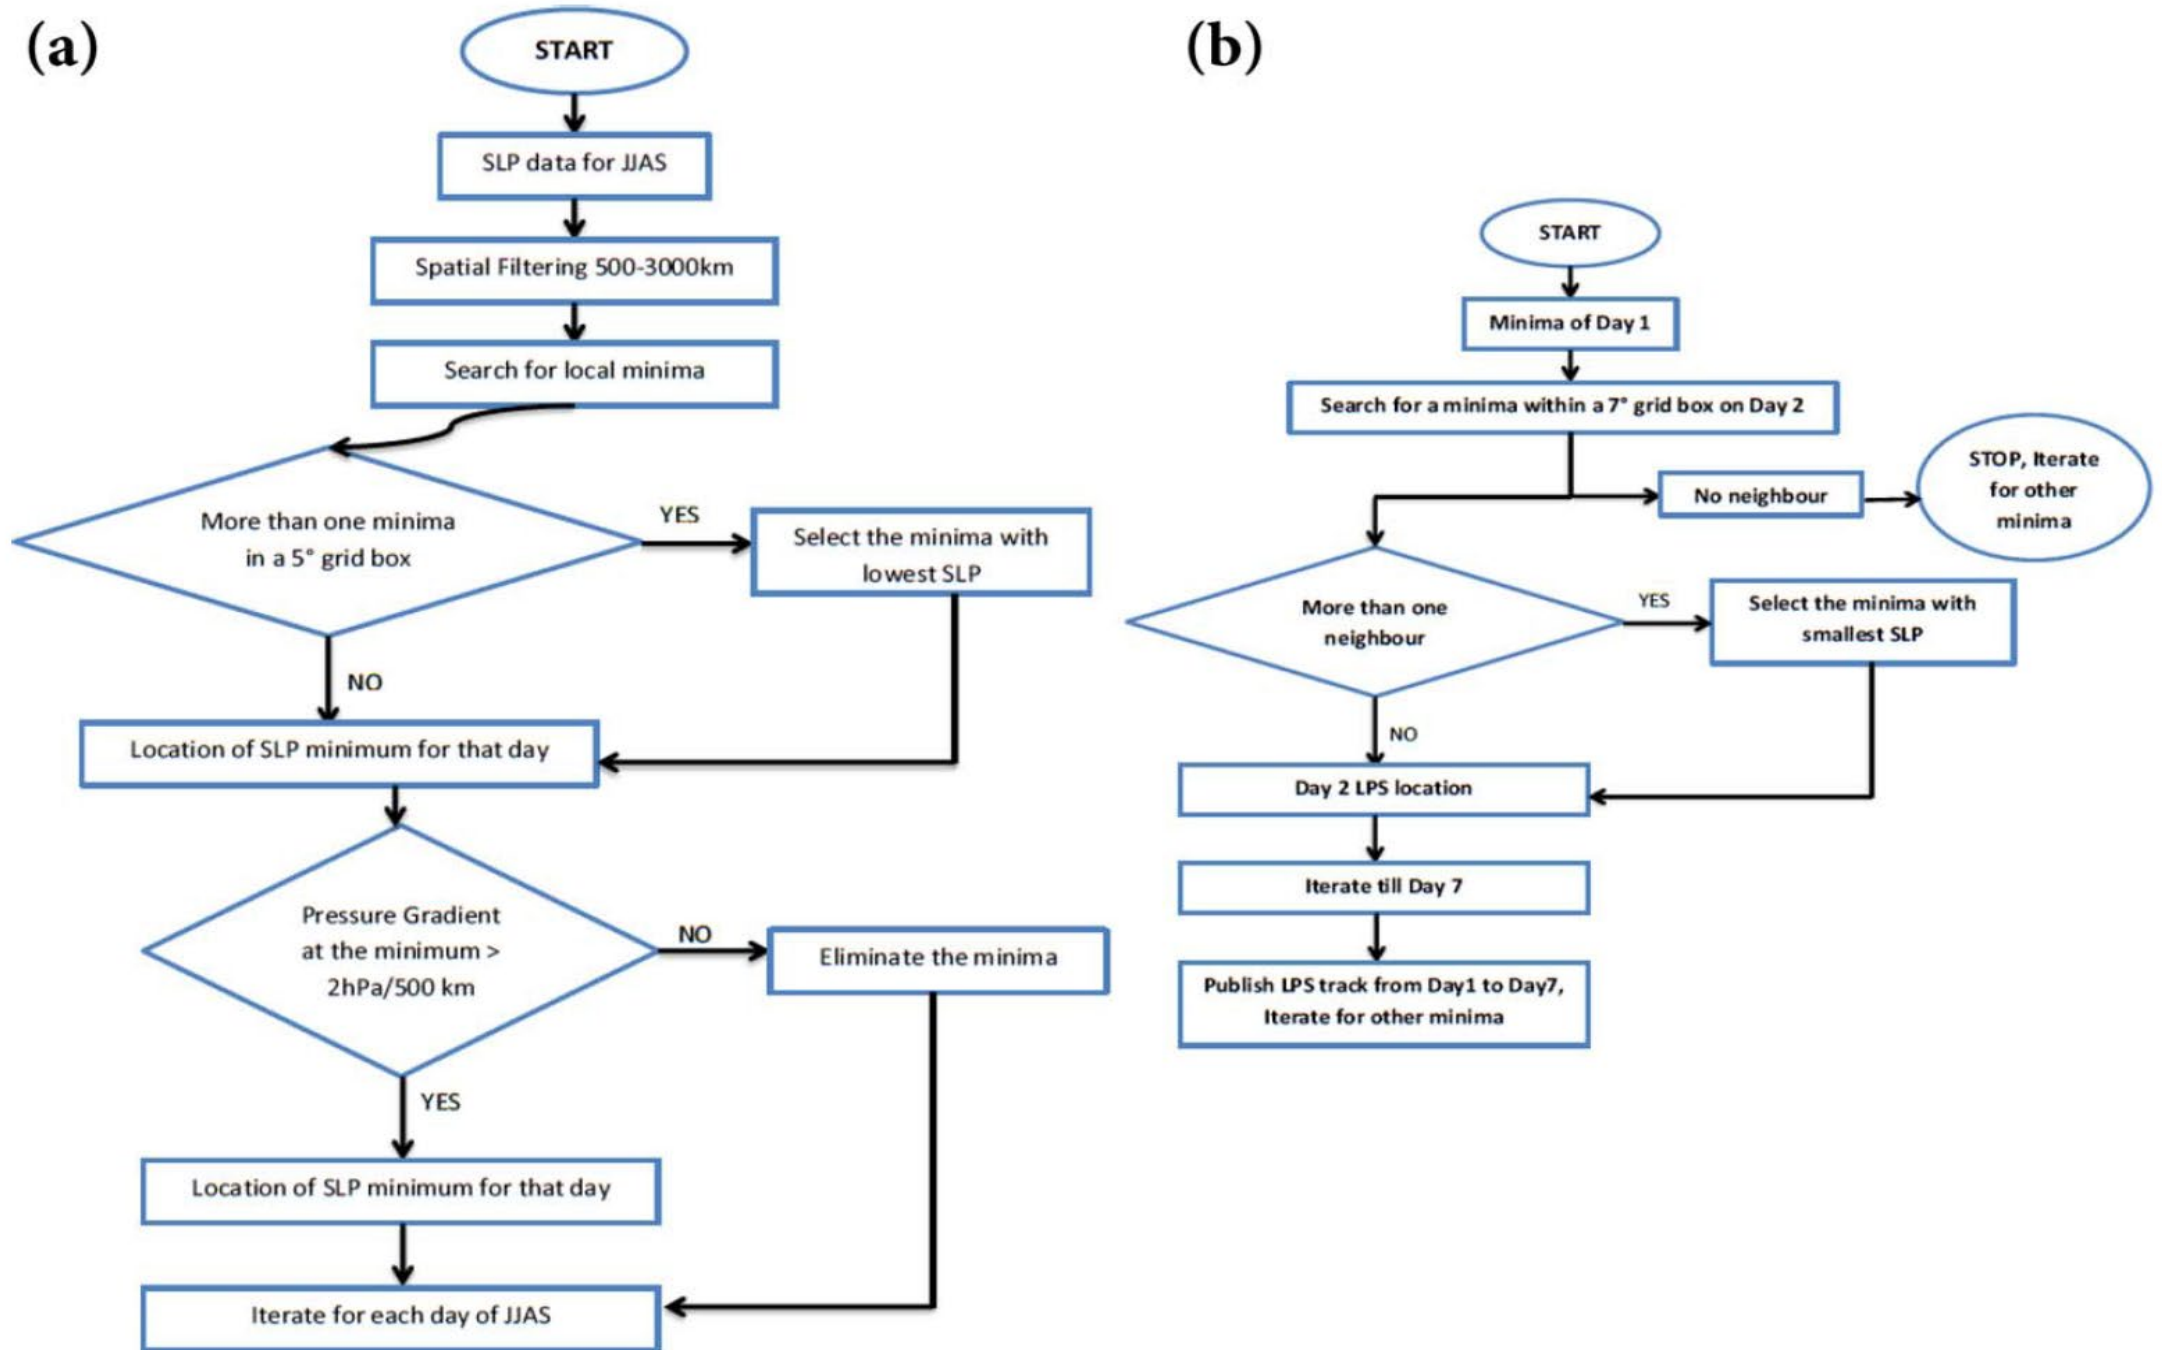 (a)
START
SLP data for JJAS
Spatial Filtering 500-3000km
Search for local minima
More than one minima
in a 5° grid box
YES
Select the minima with
lowest SLP
NO
Location of SLP minimum for that day
Pressure Gradient
at the minimum >
2hPa/500 km
NO
Eliminate the minima
YES
Location of SLP minimum for that day
Iterate for each day of JJAS
(b)
START
Minima of Day 1
Search for a minima within a 7° grid box on Day 2
No neighbour
STOP, Iterate
for other
minima
More than one
neighbour
YES
Select the minima with
smallest SLP
NO
Day 2 LPS location
Iterate till Day 7
Publish LPS track from Day1 to Day7,
Iterate for other minima